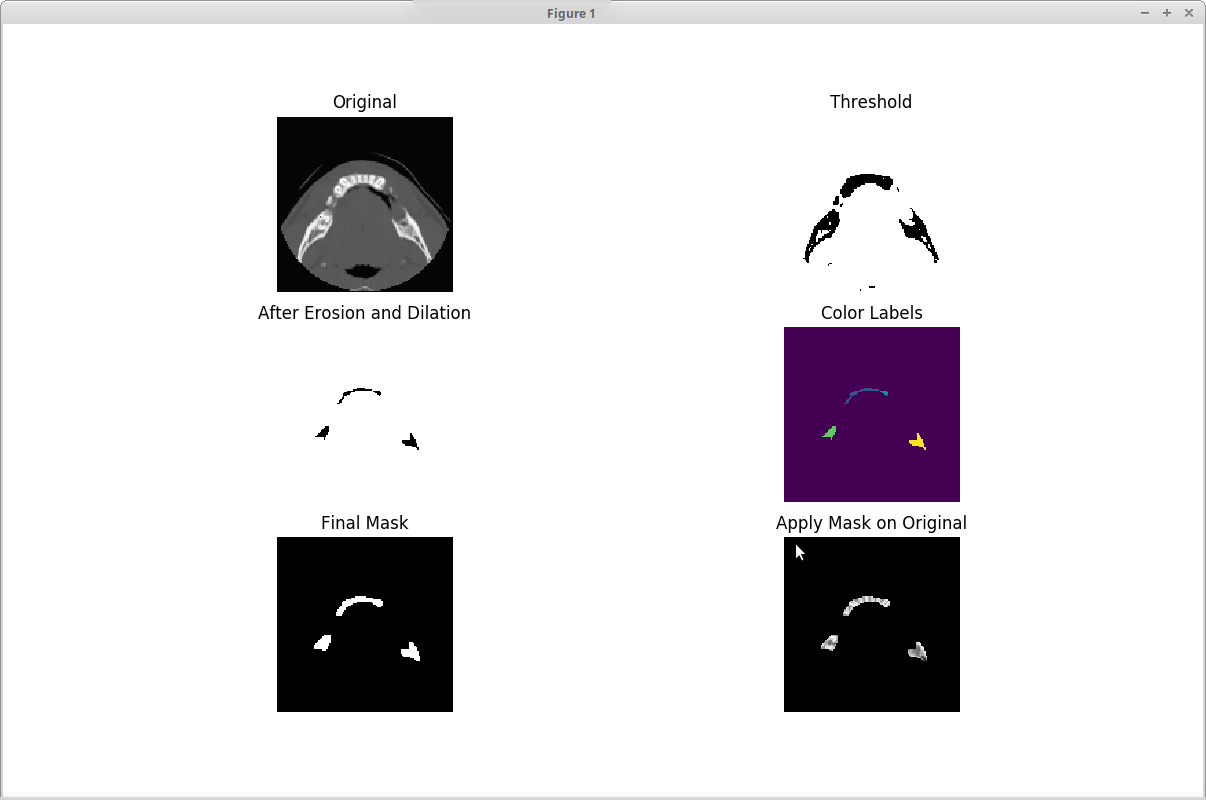 Figure 1
Original
Threshold
After Erosion and Dilation
Color Labels
Final Mask
Apply Mask on Original